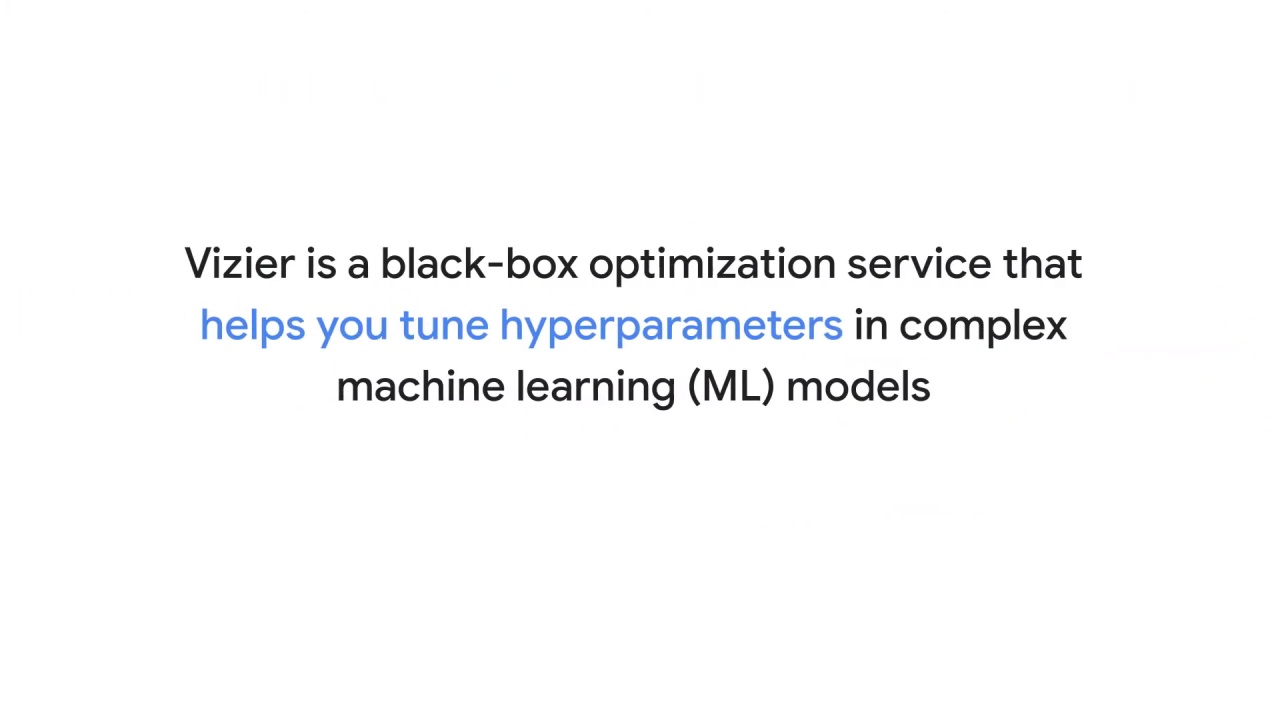 Vizier is a black-box optimization service that
helps you tune hyperparameters in complex
machine learning (ML) models